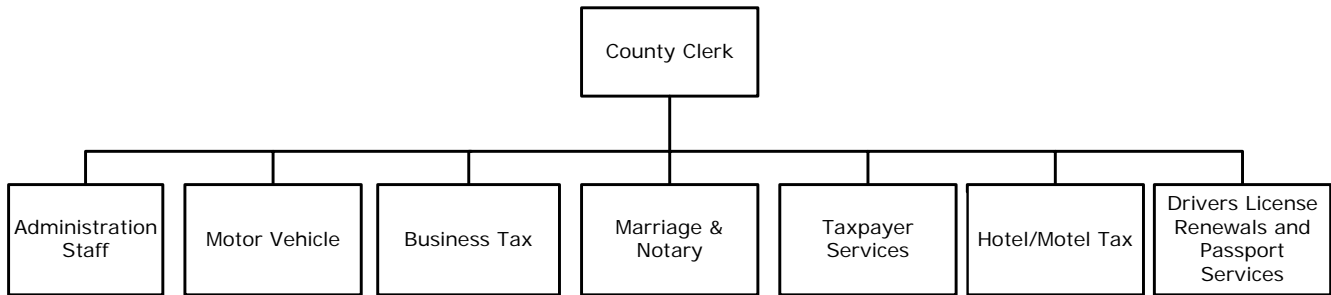 County Clerk
Administration
Staff
Motor Vehicle
Business Tax
Marriage &
Notary
Taxpayer
Services
Hotel/Motel Tax
Drivers License
Renewals and
Passport
Services